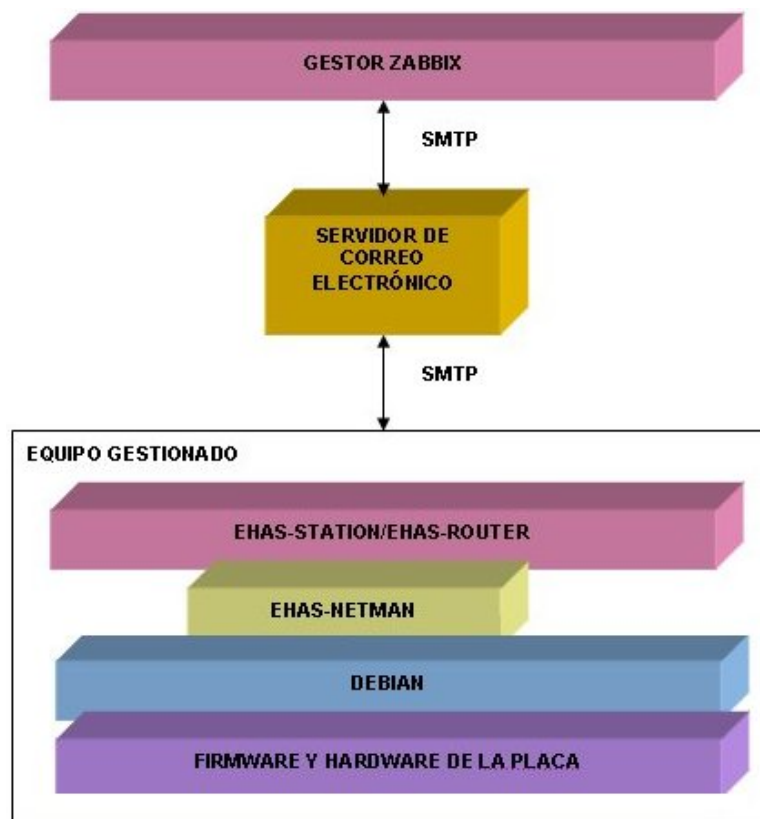 GESTOR ZABBIX
SMTP
SERVIDOR DE
CORREO
ELECTRÓNICO
SMTP
EQUIPO GESTIONADO
EHAS-STATION/EHAS-ROUTER
EHAS-NETMAN
DEBIAN
FIRMWARE Y HARDWARE DE LA PLACA